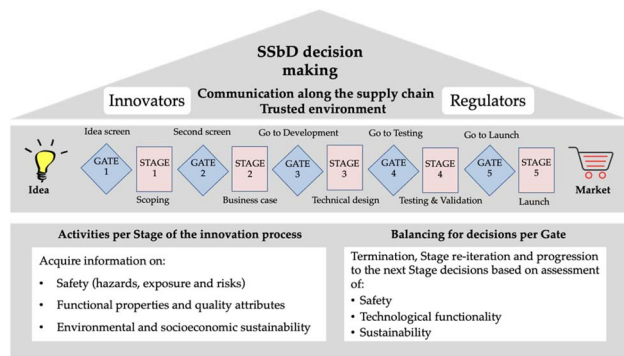 SSbD decision
making
Communication along the supply chain
Trusted environment
Innovators
Regulators
Idea screen
Second screen
Go to Development
Go to Testing
Go to Launch
Idea
GATE
1
STAGE
1
GATE
2
STAGE
2
GATE
3
STAGE
3
GATE
4
STAGE
4
GATE
5
STAGE
5
Market
Scoping
Business case
Technical design
Testing & Validation
Launch
Activities per Stage of the innovation process
Acquire information on:
• Safety (hazards, exposure and risks)
• Functional properties and quality attributes
• Environmental and socioeconomic sustainability
Balancing for decisions per Gate
Termination, Stage re-iteration and progression
to the next Stage decisions based on assessment
of:
• Safety
• Technological functionality
• Sustainability